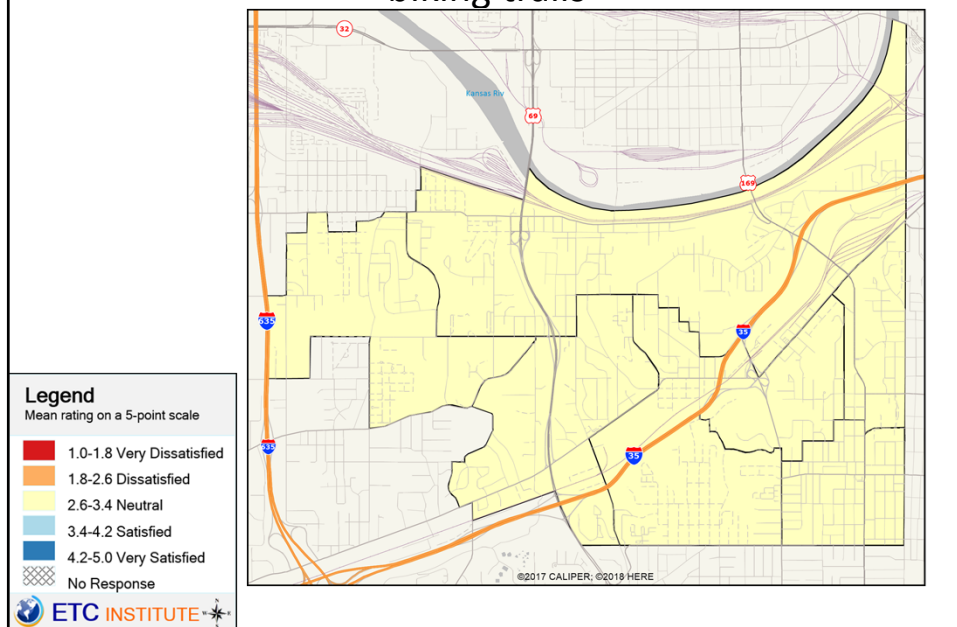 biking trails
32
Kansas Riv
69
169
635
35
635
35
Legend
Mean rating on a 5-point scale
1.0-1.8 Very Dissatisfied
1.8-2.6 Dissatisfied
2.6-3.4 Neutral
3.4-4.2 Satisfied
4.2-5.0 Very Satisfied
No Response
©2017 CALIPER; ©2018 HERE
ETC INSTITUTE
W E